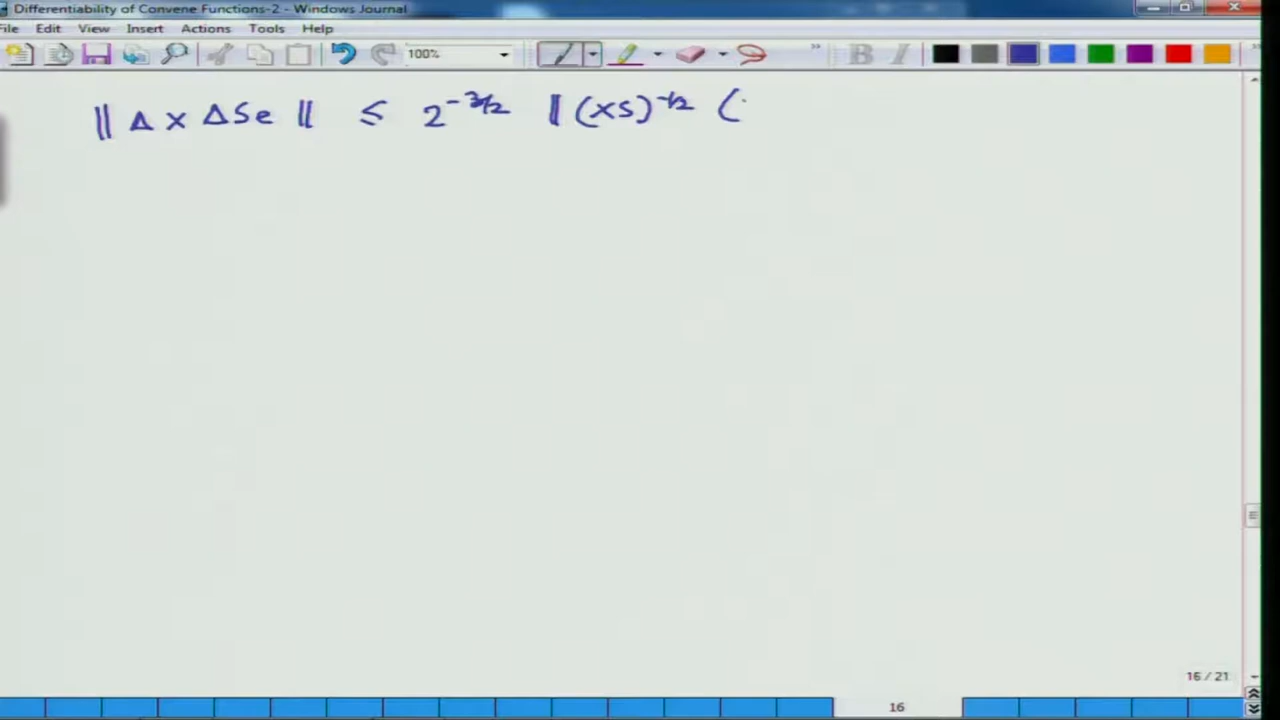 Differentiability of Convene Functions-2 - Windows Journal
File Edit View Insert Actions Tools Help
100% B I
|| Δ x ΔSe || ≤ 2^{-3/2} || (XS)^{-1/2} (
16 / 21
16